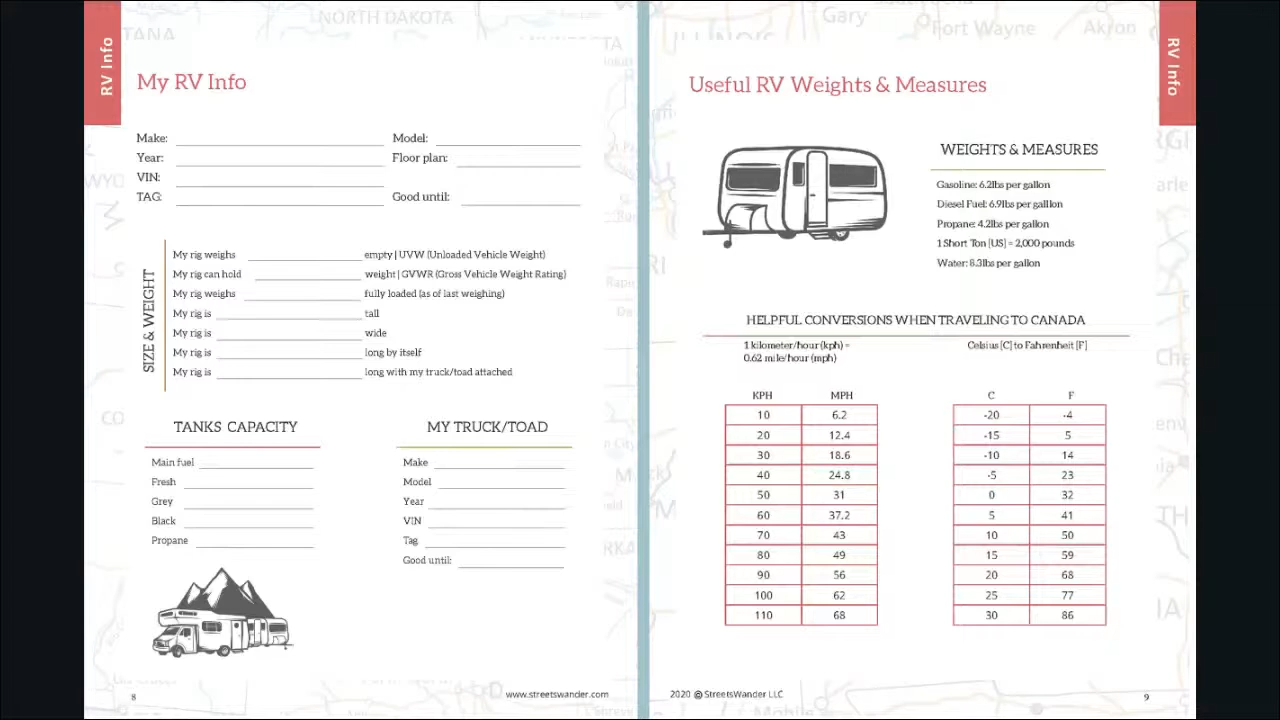 RV Info
My RV Info
Make:
Model:
Year:
Floor plan:
VIN:
TAG:
Good until:
SIZE & WEIGHT
My rig weighs empty | UVW (Unloaded Vehicle Weight)
My rig can hold weight | GVWR (Gross Vehicle Weight Rating)
My rig weighs fully loaded (as of last weighing)
My rig is tall
My rig is wide
My rig is long by itself
My rig is long with my truck/toad attached
TANKS CAPACITY
Main fuel
Fresh
Grey
Black
Propane
MY TRUCK/TOAD
Make
Model
Year
VIN
Tag
Good until:
8
www.streetswander.com
RV Info
Useful RV Weights & Measures
WEIGHTS & MEASURES
Gasoline: 6.2lbs per gallon
Diesel Fuel: 6.9lbs per galllon
Propane: 4.2lbs per gallon
1 Short Ton [US] = 2,000 pounds
Water: 8.3lbs per gallon
HELPFUL CONVERSIONS WHEN TRAVELING TO CANADA
1 kilometer/hour (kph) =
0.62 mile/hour (mph)
KPH MPH
10 6.2
20 12.4
30 18.6
40 24.8
50 31
60 37.2
70 43
80 49
90 56
100 62
110 68
Celsius [C] to Fahrenheit [F]
C F
-20 -4
-15 5
-10 14
-5 23
0 32
5 41
10 50
15 59
20 68
25 77
30 86
2020 @ StreetsWander LLC
9
NORTH DAKOTA
Gary
Fort Wayne
Akron
ILLINOIS